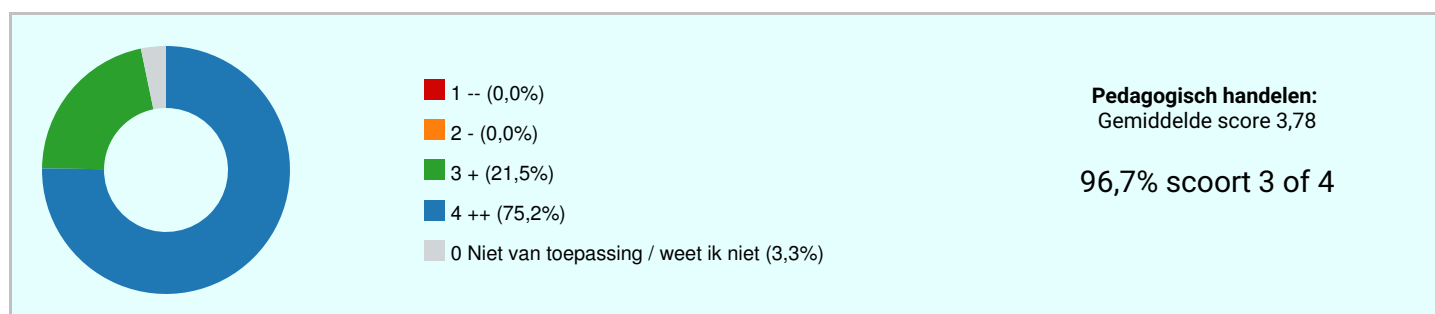 1 -- (0,0%)
2 - (0,0%)
3 + (21,5%)
4 ++ (75,2%)
0 Niet van toepassing / weet ik niet (3,3%)
Pedagogisch handelen:
Gemiddelde score 3,78
96,7% scoort 3 of 4